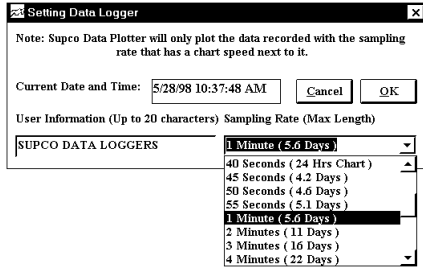 Setting Data Logger
Note: Supco Data Plotter will only plot the data recorded with the sampling
rate that has a chart speed next to it.
Current Date and Time: 5/28/98 10:37:48 AM Cancel OK
User Information (Up to 20 characters) Sampling Rate (Max Length)
SUPCO DATA LOGGERS 1 Minute ( 5.6 Days )
40 Seconds ( 24 Hrs Chart )
45 Seconds ( 4.2 Days )
50 Seconds ( 4.6 Days )
55 Seconds ( 5.1 Days )
1 Minute ( 5.6 Days )
2 Minutes ( 11 Days )
3 Minutes ( 16 Days )
4 Minutes ( 22 Days )